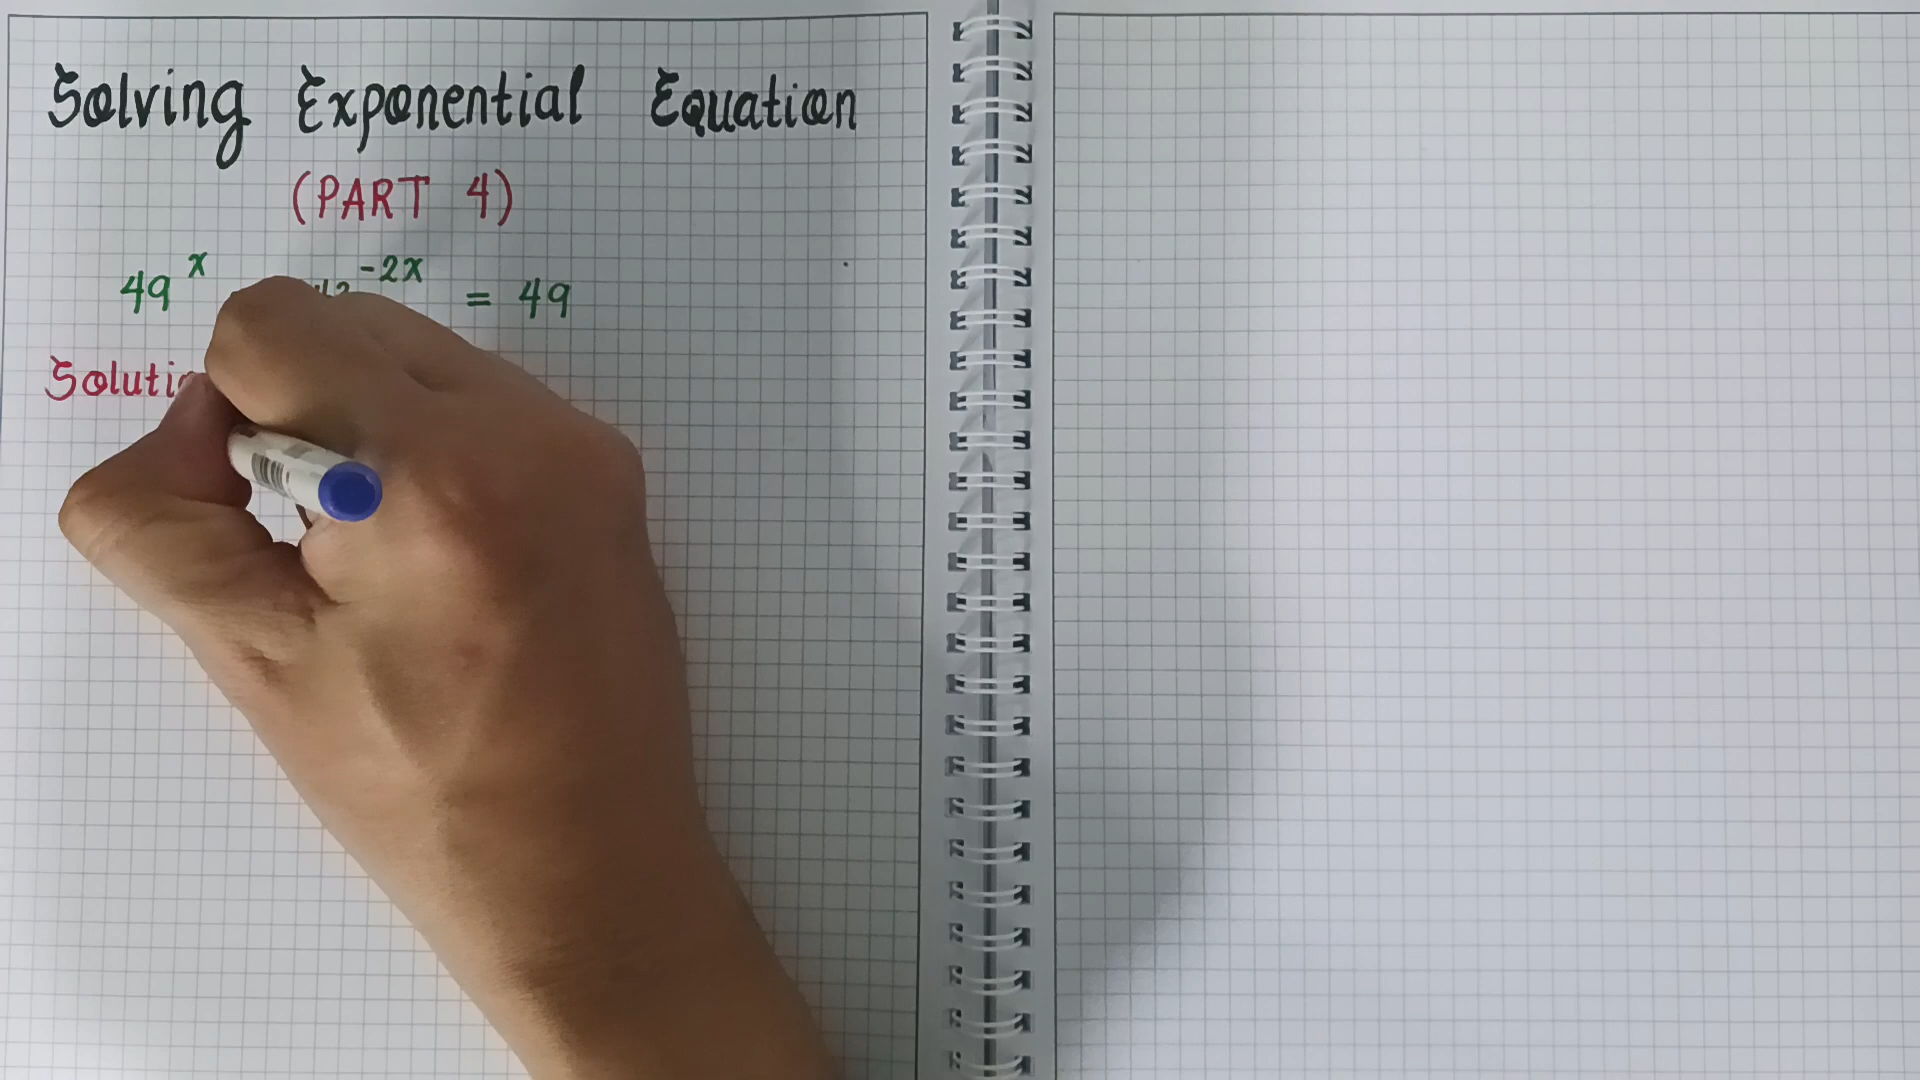 Solving Exponential Equation
(PART 4)
49^x -2x = 49